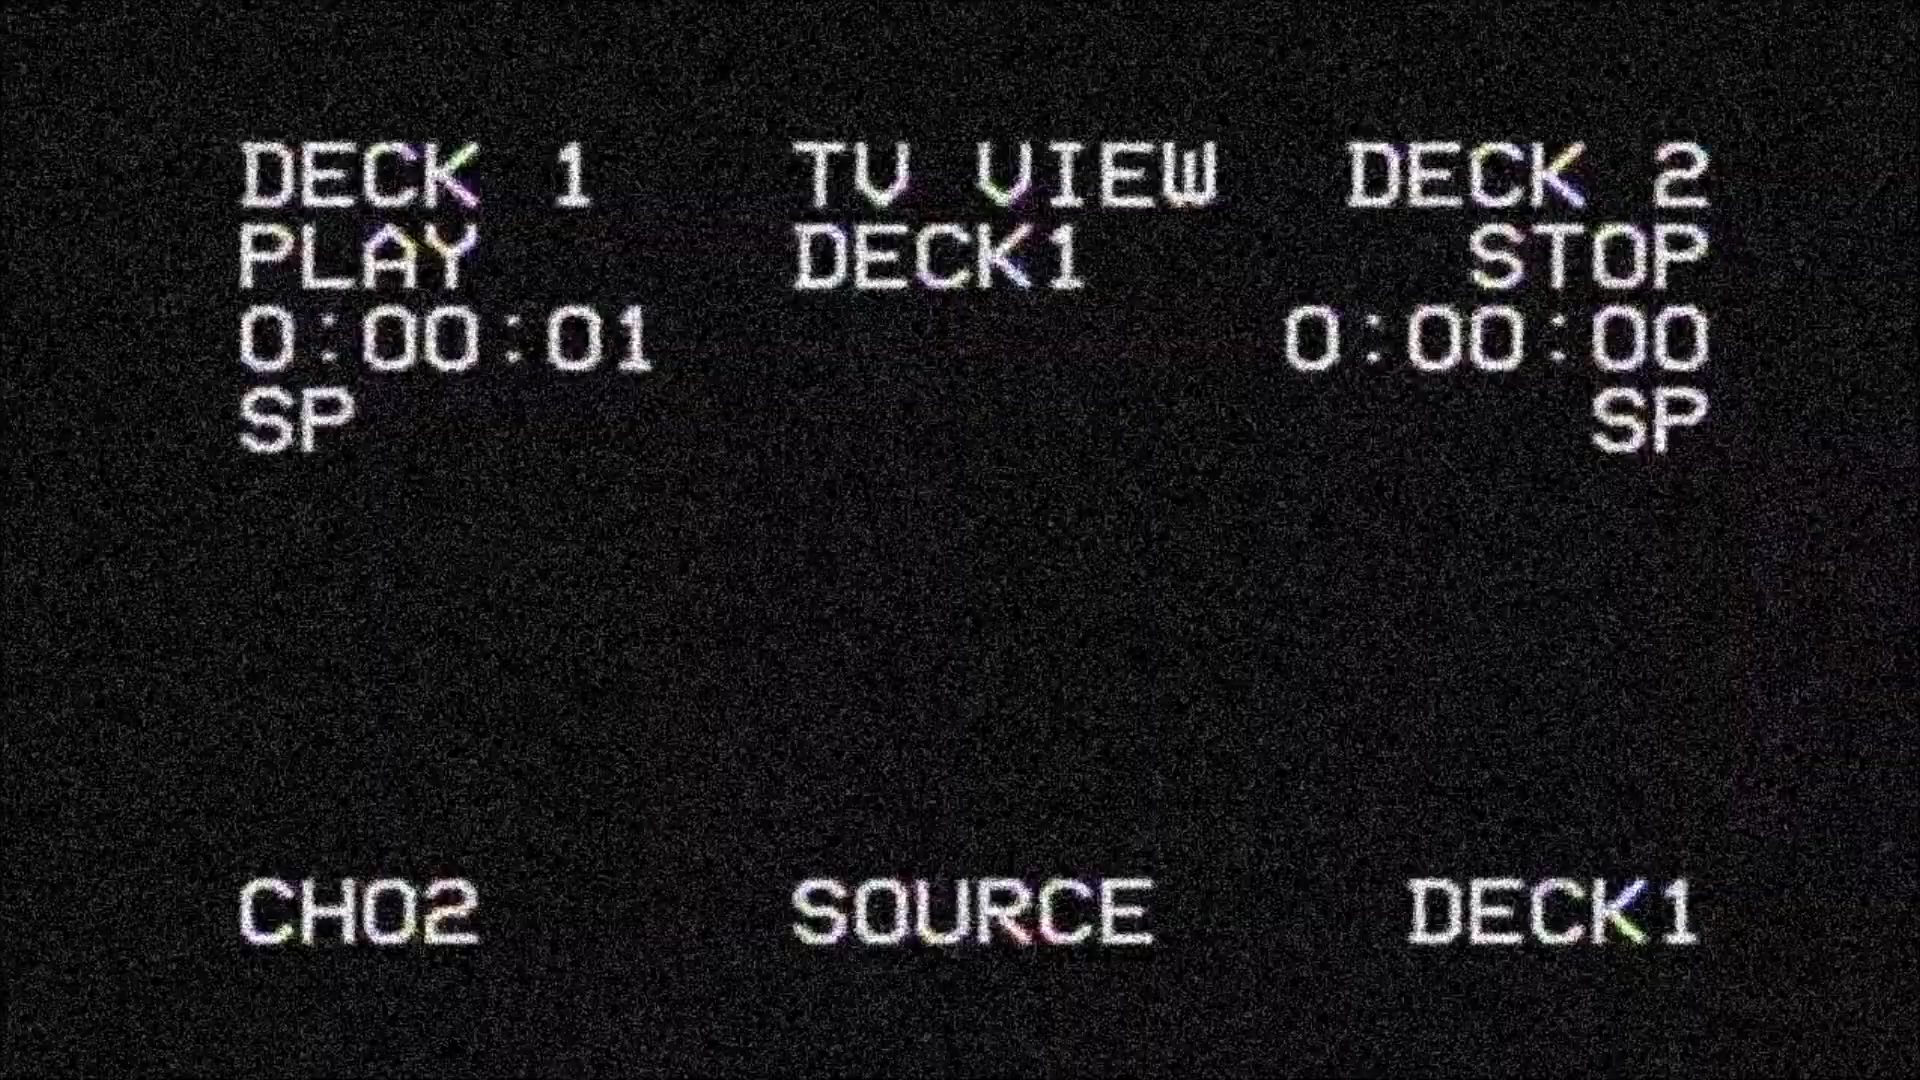 DECK 1 TV VIEW DECK 2
PLAY DECK1 STOP
0:00:01 0:00:00
SP SP
CH02 SOURCE DECK1